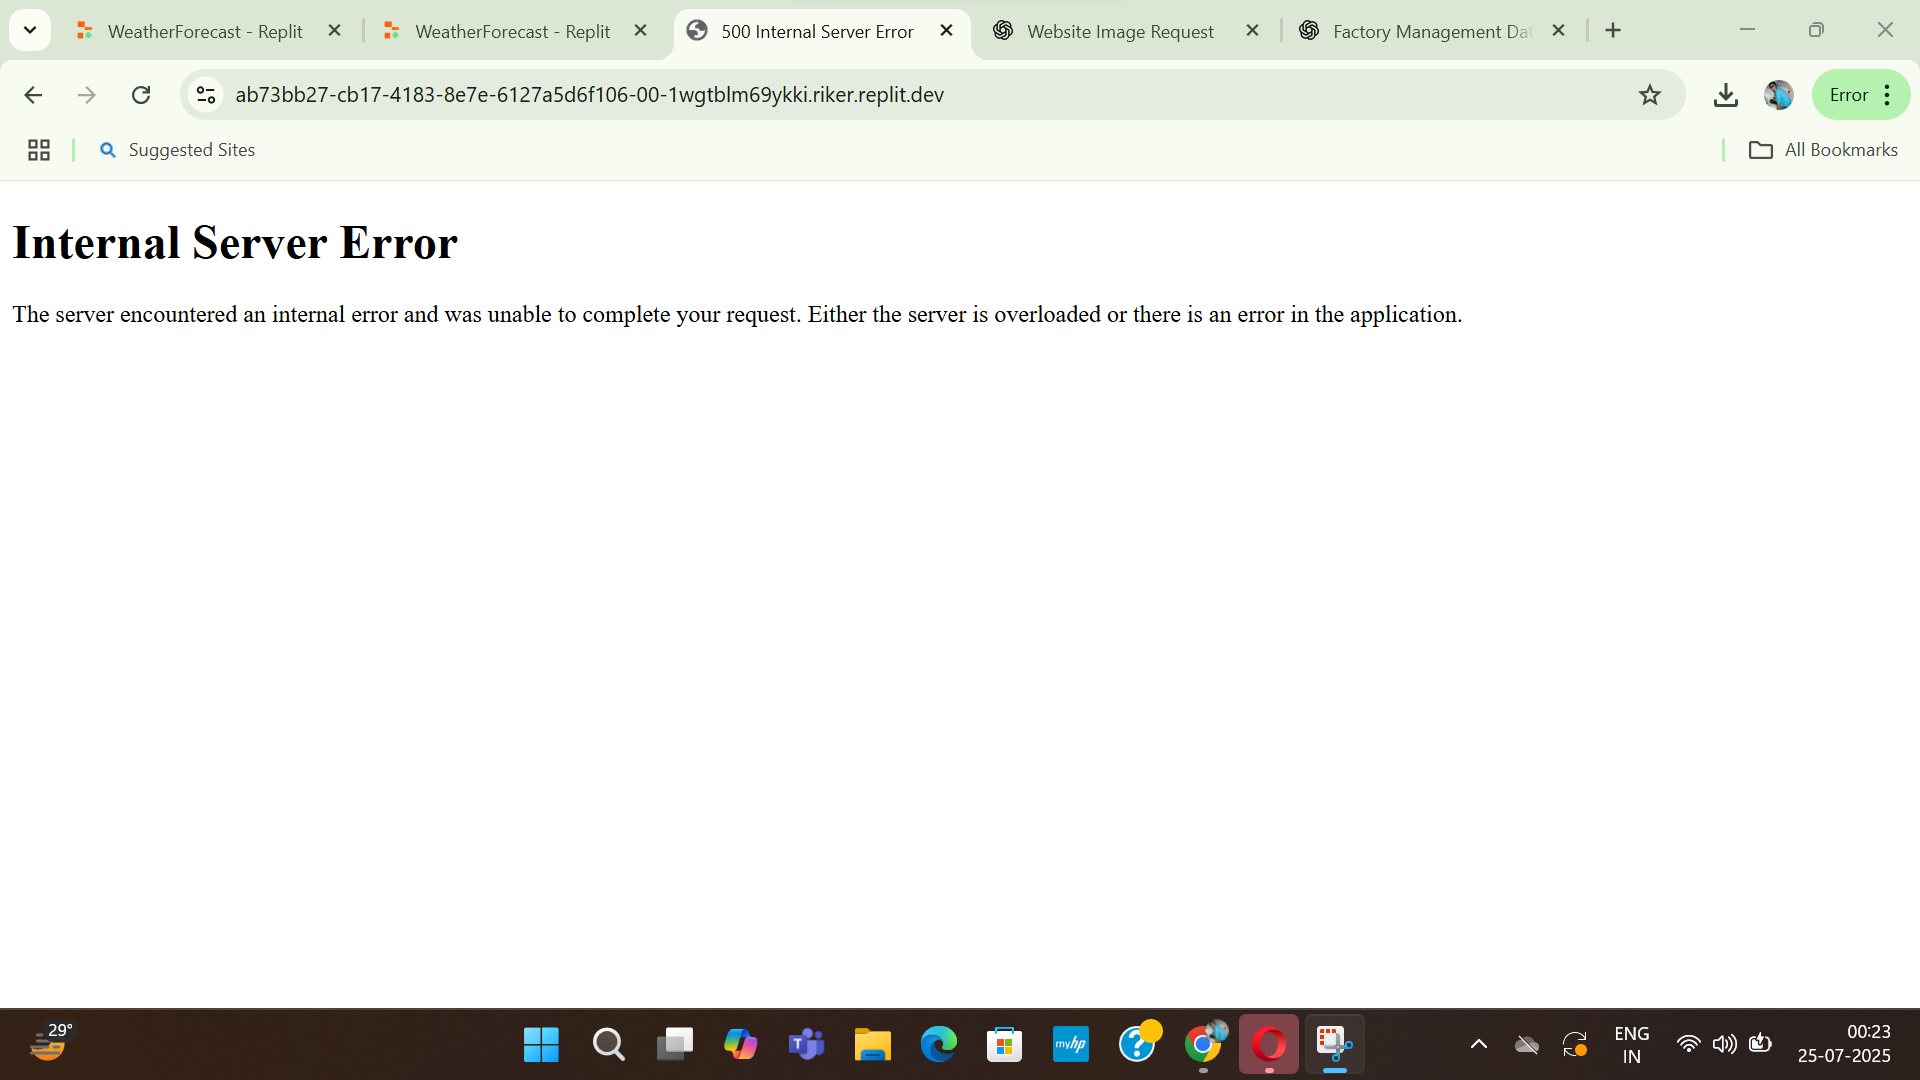 WeatherForecast - Replit
WeatherForecast - Replit
500 Internal Server Error
Website Image Request
Factory Management Dat
ab73bb27-cb17-4183-8e7e-6127a5d6f106-00-1wgtblm69ykki.riker.replit.dev
Error
Suggested Sites
All Bookmarks
Internal Server Error
The server encountered an internal error and was unable to complete your request. Either the server is overloaded or there is an error in the application.
29°
myhp
ENG
IN
00:23
25-07-2025